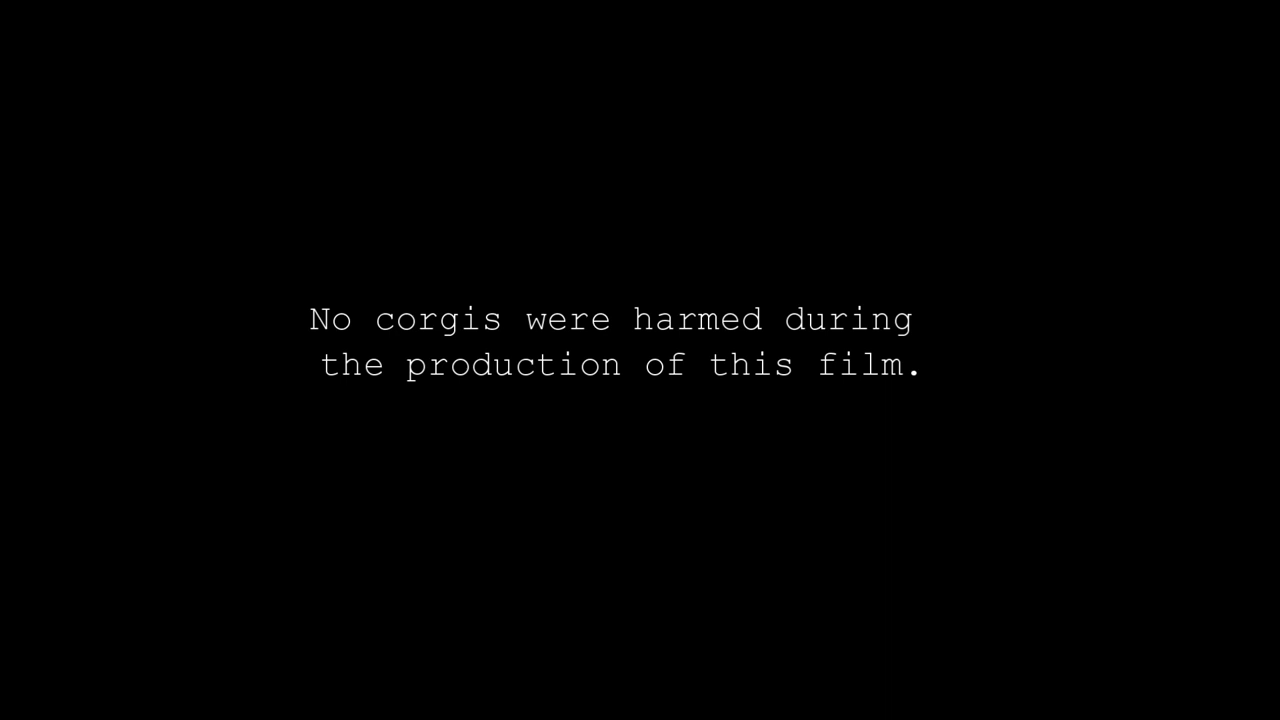 No corgis were harmed during
the production of this film.